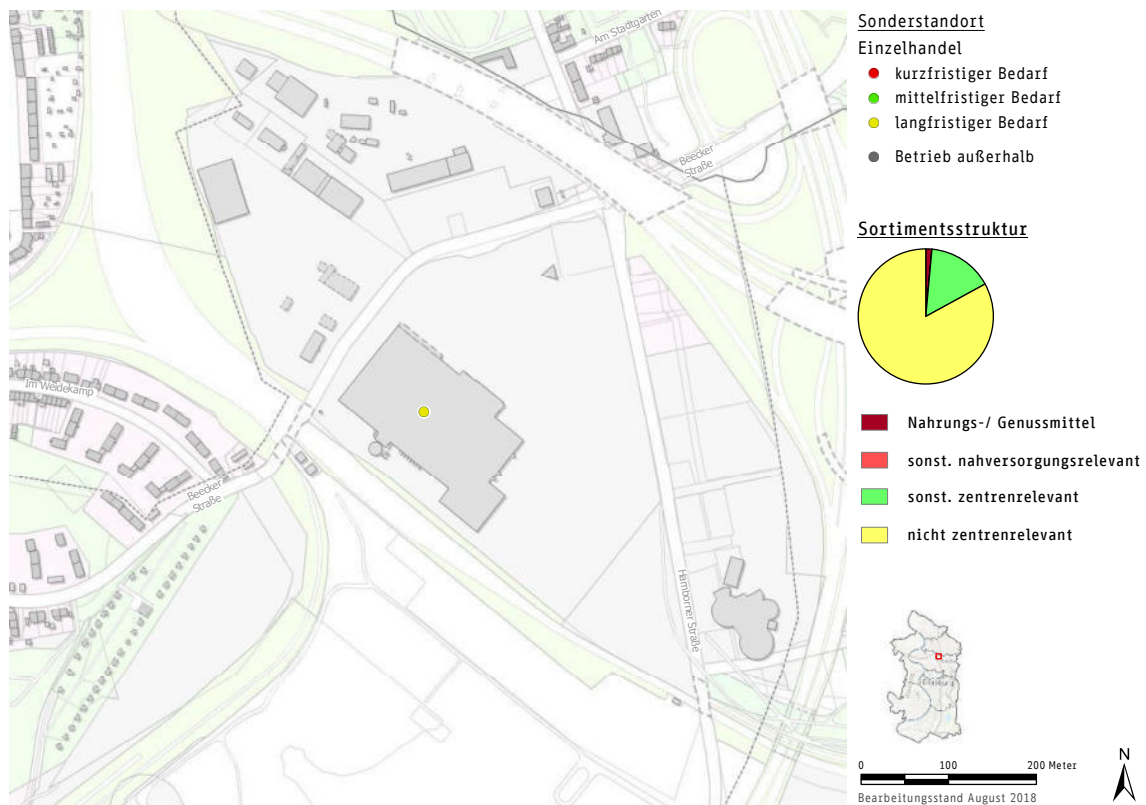 Am Stadtgarten
Beecker
Straße
Im Weidekamp
Beecker
Straße
Hamborner Straße
Sonderstandort
Einzelhandel
kurzfristiger Bedarf
mittelfristiger Bedarf
langfristiger Bedarf
Betrieb außerhalb
Sortimentsstruktur
Nahrungs-/ Genussmittel
sonst. nahversorgungsrelevant
sonst. zentrenrelevant
nicht zentrenrelevant
N
0 100 200 Meter
Bearbeitungsstand August 2018